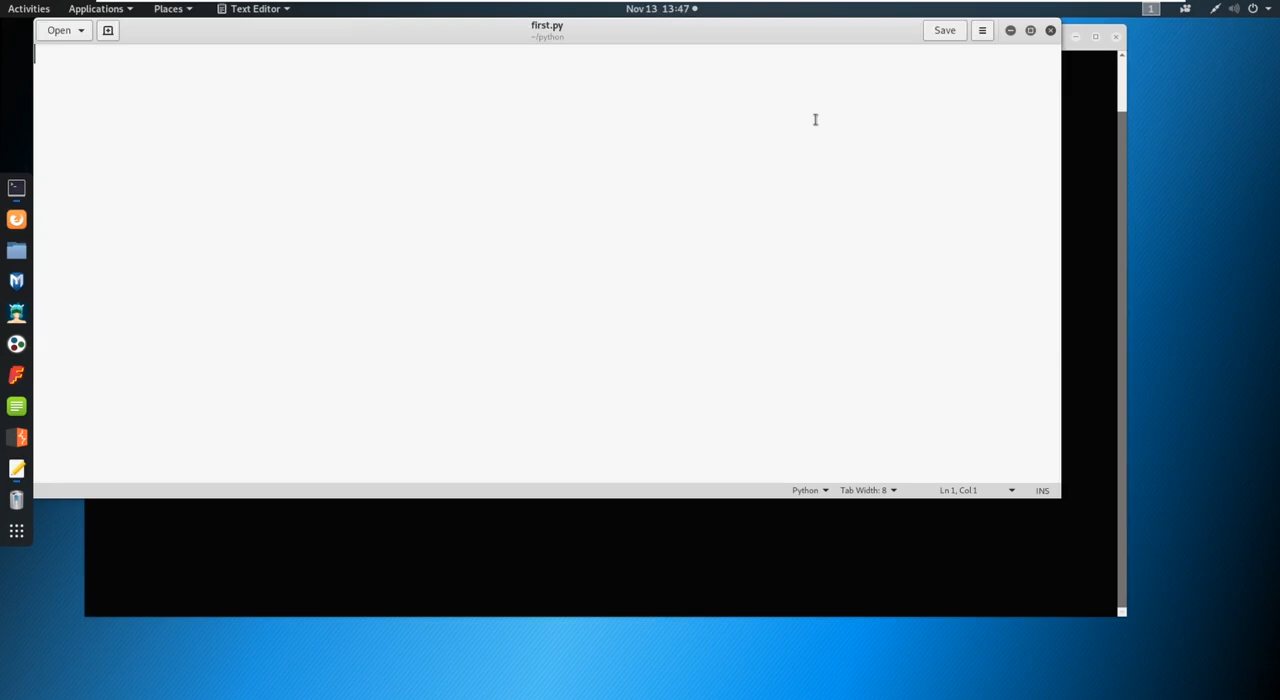 Activities Applications Places Text Editor Nov 13 13:47 1
Open first.py Save
~/python
Python Tab Width: 8 Ln 1, Col 1 INS